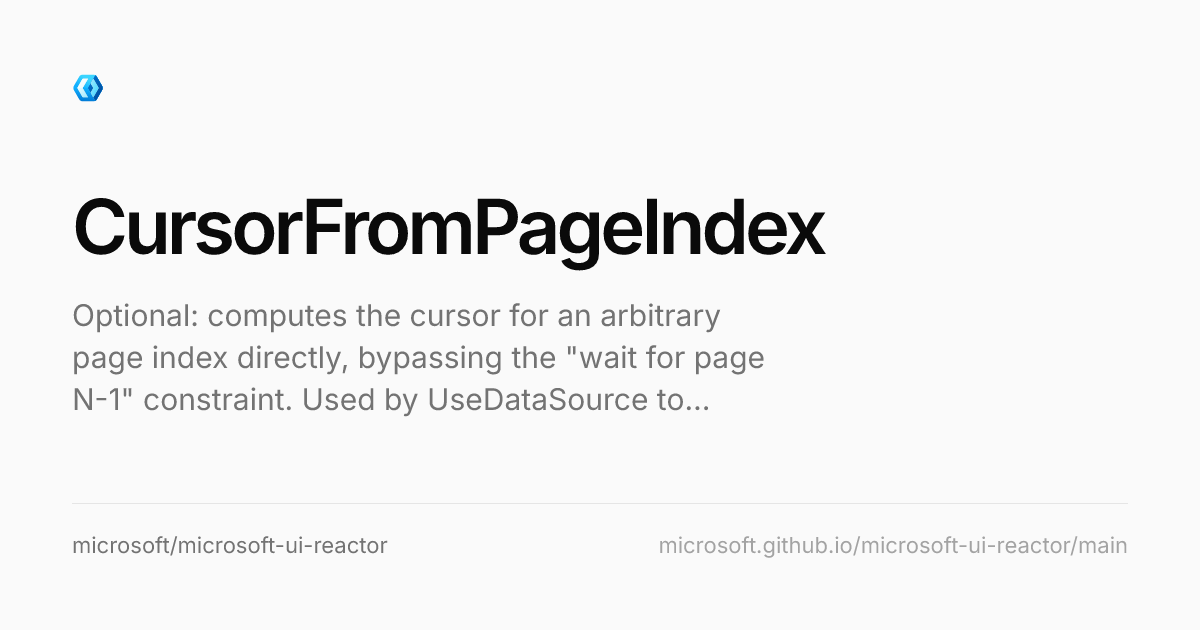 CursorFromPageIndex
Optional: computes the cursor for an arbitrary
page index directly, bypassing the "wait for page
N-1" constraint. Used by UseDataSource to...
microsoft/microsoft-ui-reactor
microsoft.github.io/microsoft-ui-reactor/main